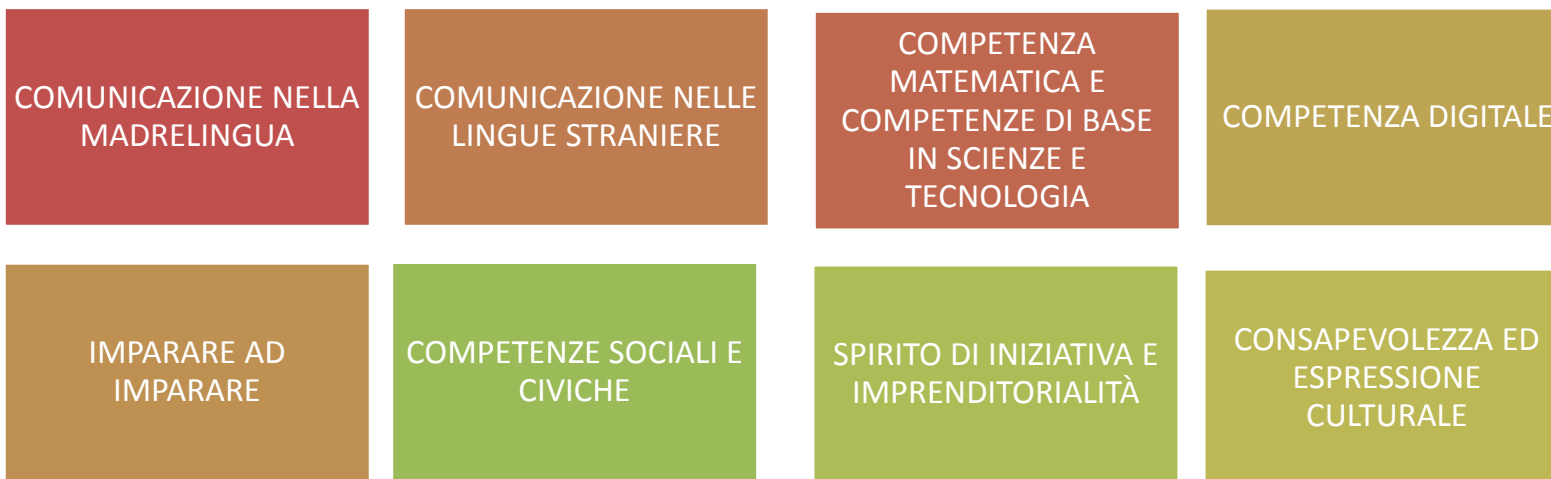 COMUNICAZIONE NELLA
MADRELINGUA
COMUNICAZIONE NELLE
LINGUE STRANIERE
COMPETENZA
MATEMATICA E
COMPETENZE DI BASE
IN SCIENZE E
TECNOLOGIA
COMPETENZA DIGITALE
IMPARARE AD
IMPARARE
COMPETENZE SOCIALI E
CIVICHE
SPIRITO DI INIZIATIVA E
IMPRENDITORIALITÀ
CONSAPEVOLEZZA ED
ESPRESSIONE
CULTURALE